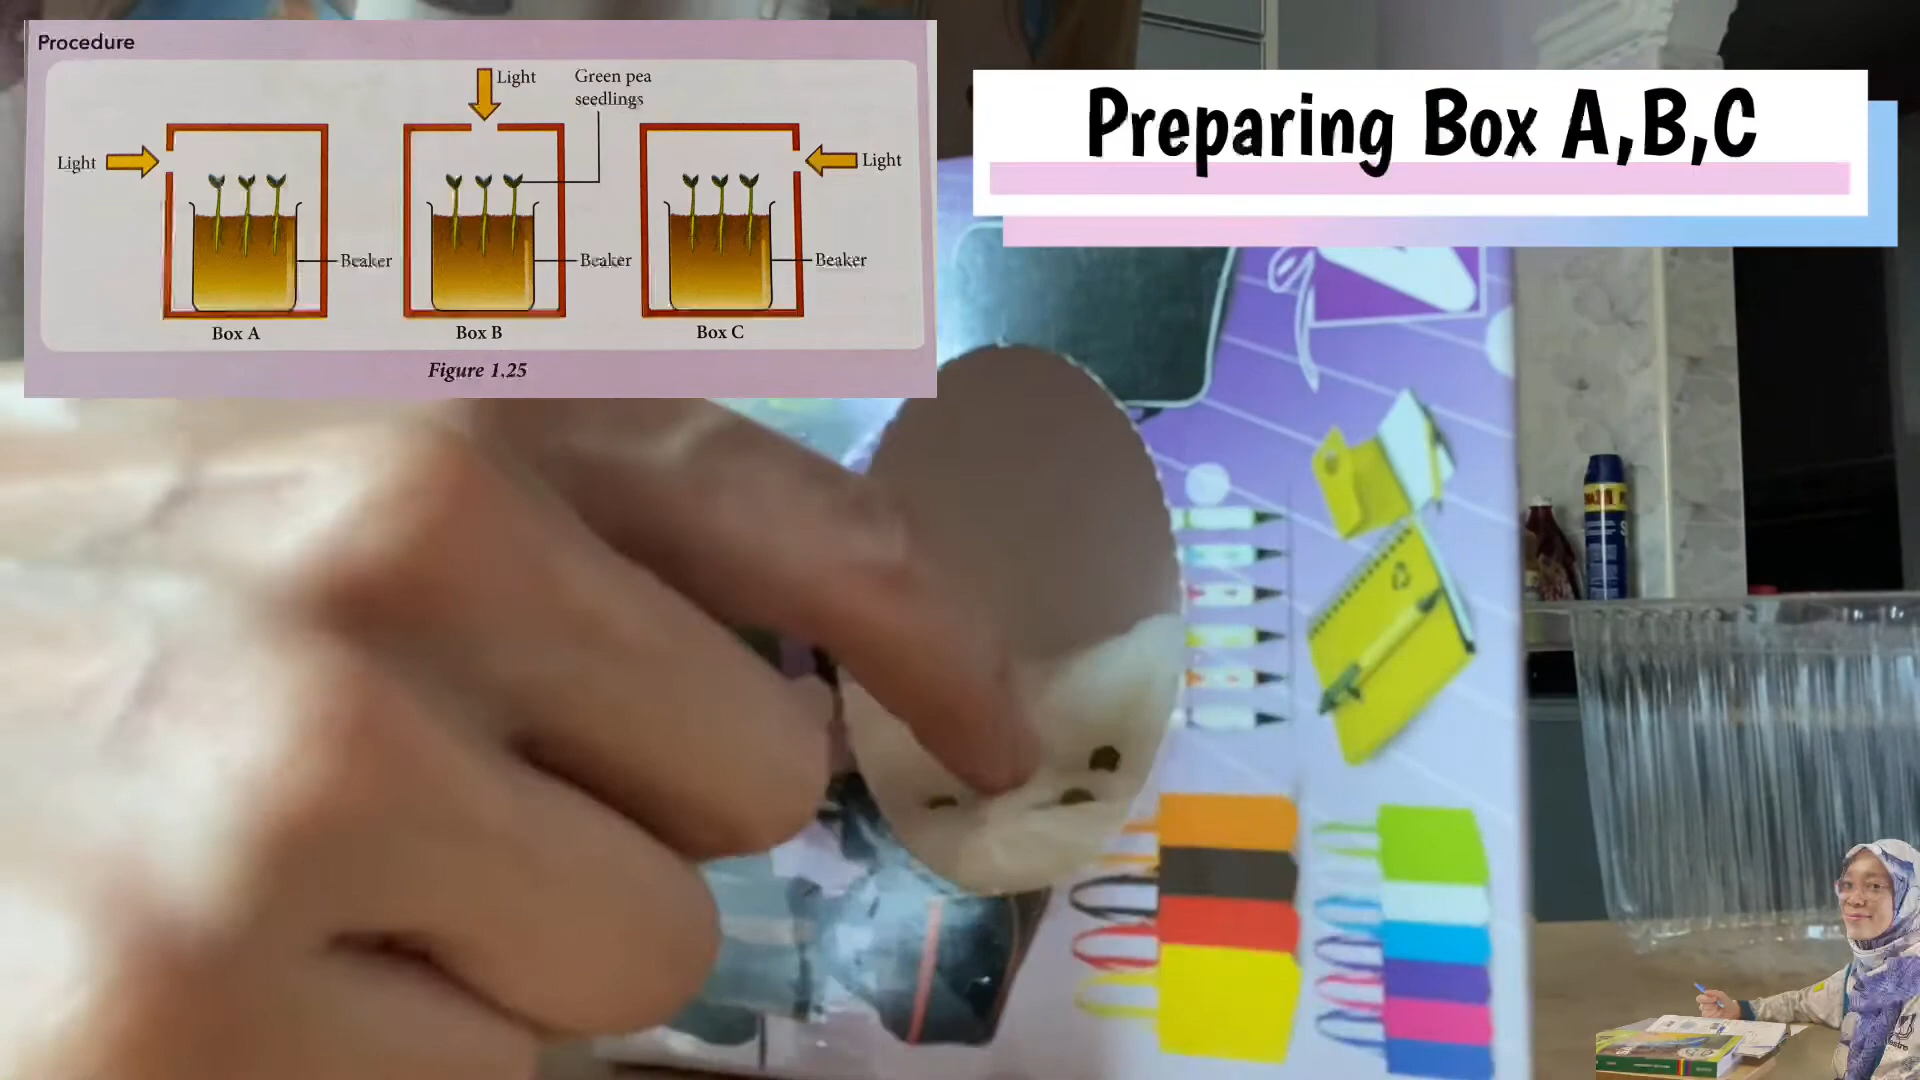 Procedure
Light
Green pea
seedlings
Light
Light
Beaker
Beaker
Beaker
Box A
Box B
Box C
Figure 1.25
Preparing Box A,B,C